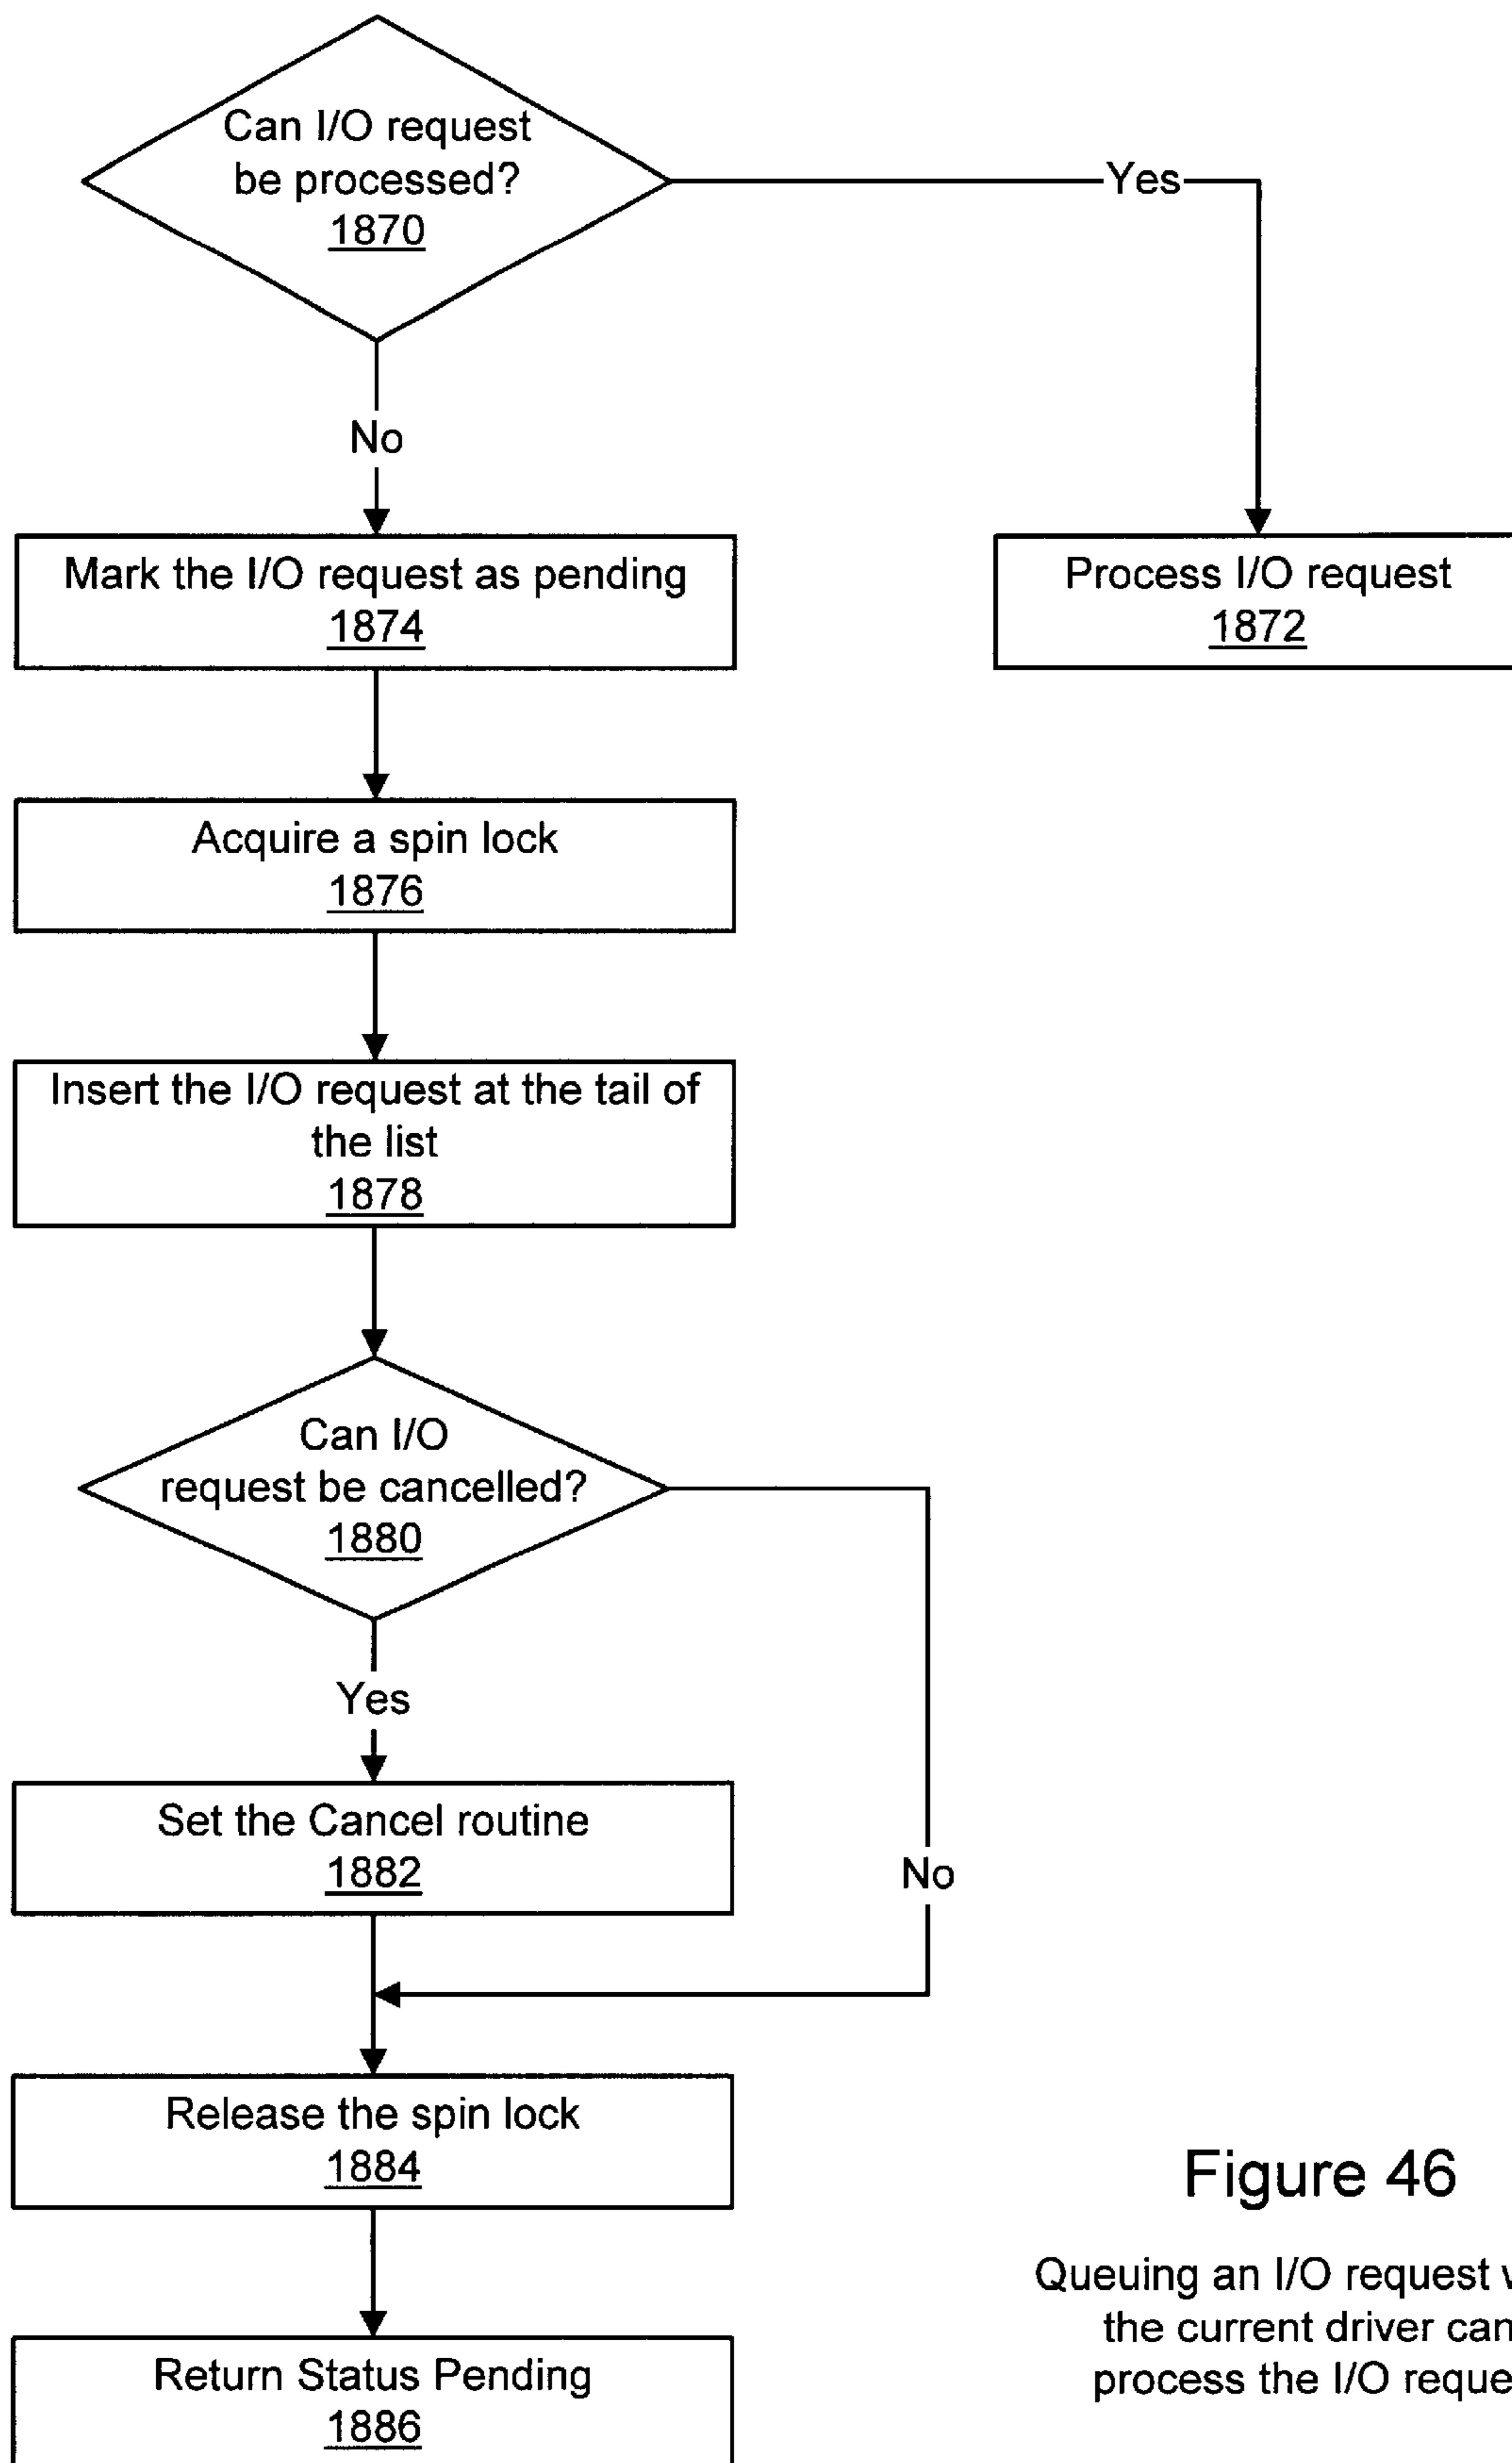 Can I/O request
be processed?
1870
Yes
No
Mark the I/O request as pending
1874
Process I/O request
1872
Acquire a spin lock
1876
Insert the I/O request at the tail of
the list
1878
Can I/O
request be cancelled?
1880
Yes
Set the Cancel routine
1882
No
Release the spin lock
1884
Return Status Pending
1886
Figure 46
Queuing an I/O request
the current driver
process the I/O